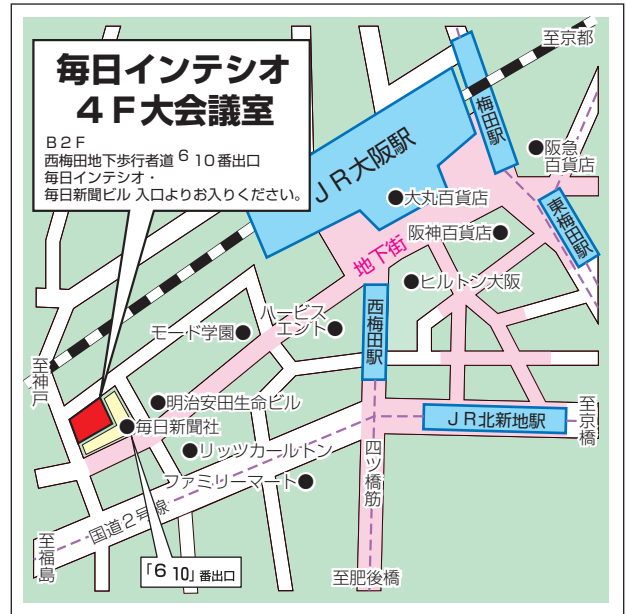 毎日インテシオ
４Ｆ大会議室
Ｂ２Ｆ
西梅田地下歩行者道 6 10 番出口
毎日インテシオ・
毎日新聞ビル 入口よりお入りください。
至京都
梅田駅
阪急
百貨店
ＪＲ大阪駅
大丸百貨店
東梅田駅
阪神百貨店
地下街
ヒルトン大阪
西梅田駅
ハービス
エント
モード学園
至神戸
明治安田生命ビル
毎日新聞社
ＪＲ北新地駅
至京橋
リッツカールトン
四ツ橋筋
ファミリーマート
国道２号線
至福島
「6 10」番出口
至肥後橋